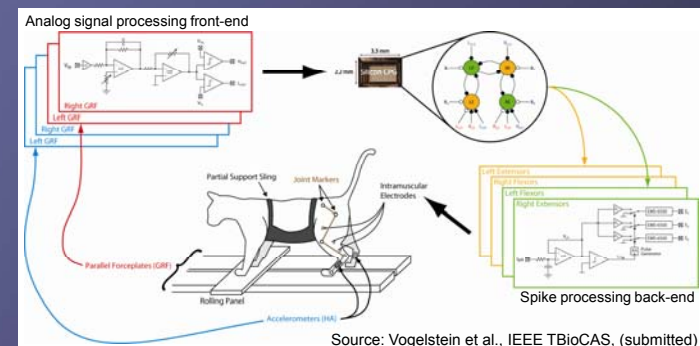 Analog signal processing front-end
Right GRF
Left GRF
Right GRF
Left GRF
3.3 mm
2.2 mm
Silicon CPG
Left Extensors
Right Flexors
Left Flexors
Right Extensors
Spike processing back-end
Partial Support Sling
Joint Markers
Intramuscular
Electrodes
Parallel Forceplates (GRF)
Rolling Panel
Accelerometers (HA)
Source: Vogelstein et al., IEEE TBioCAS, (submitted)